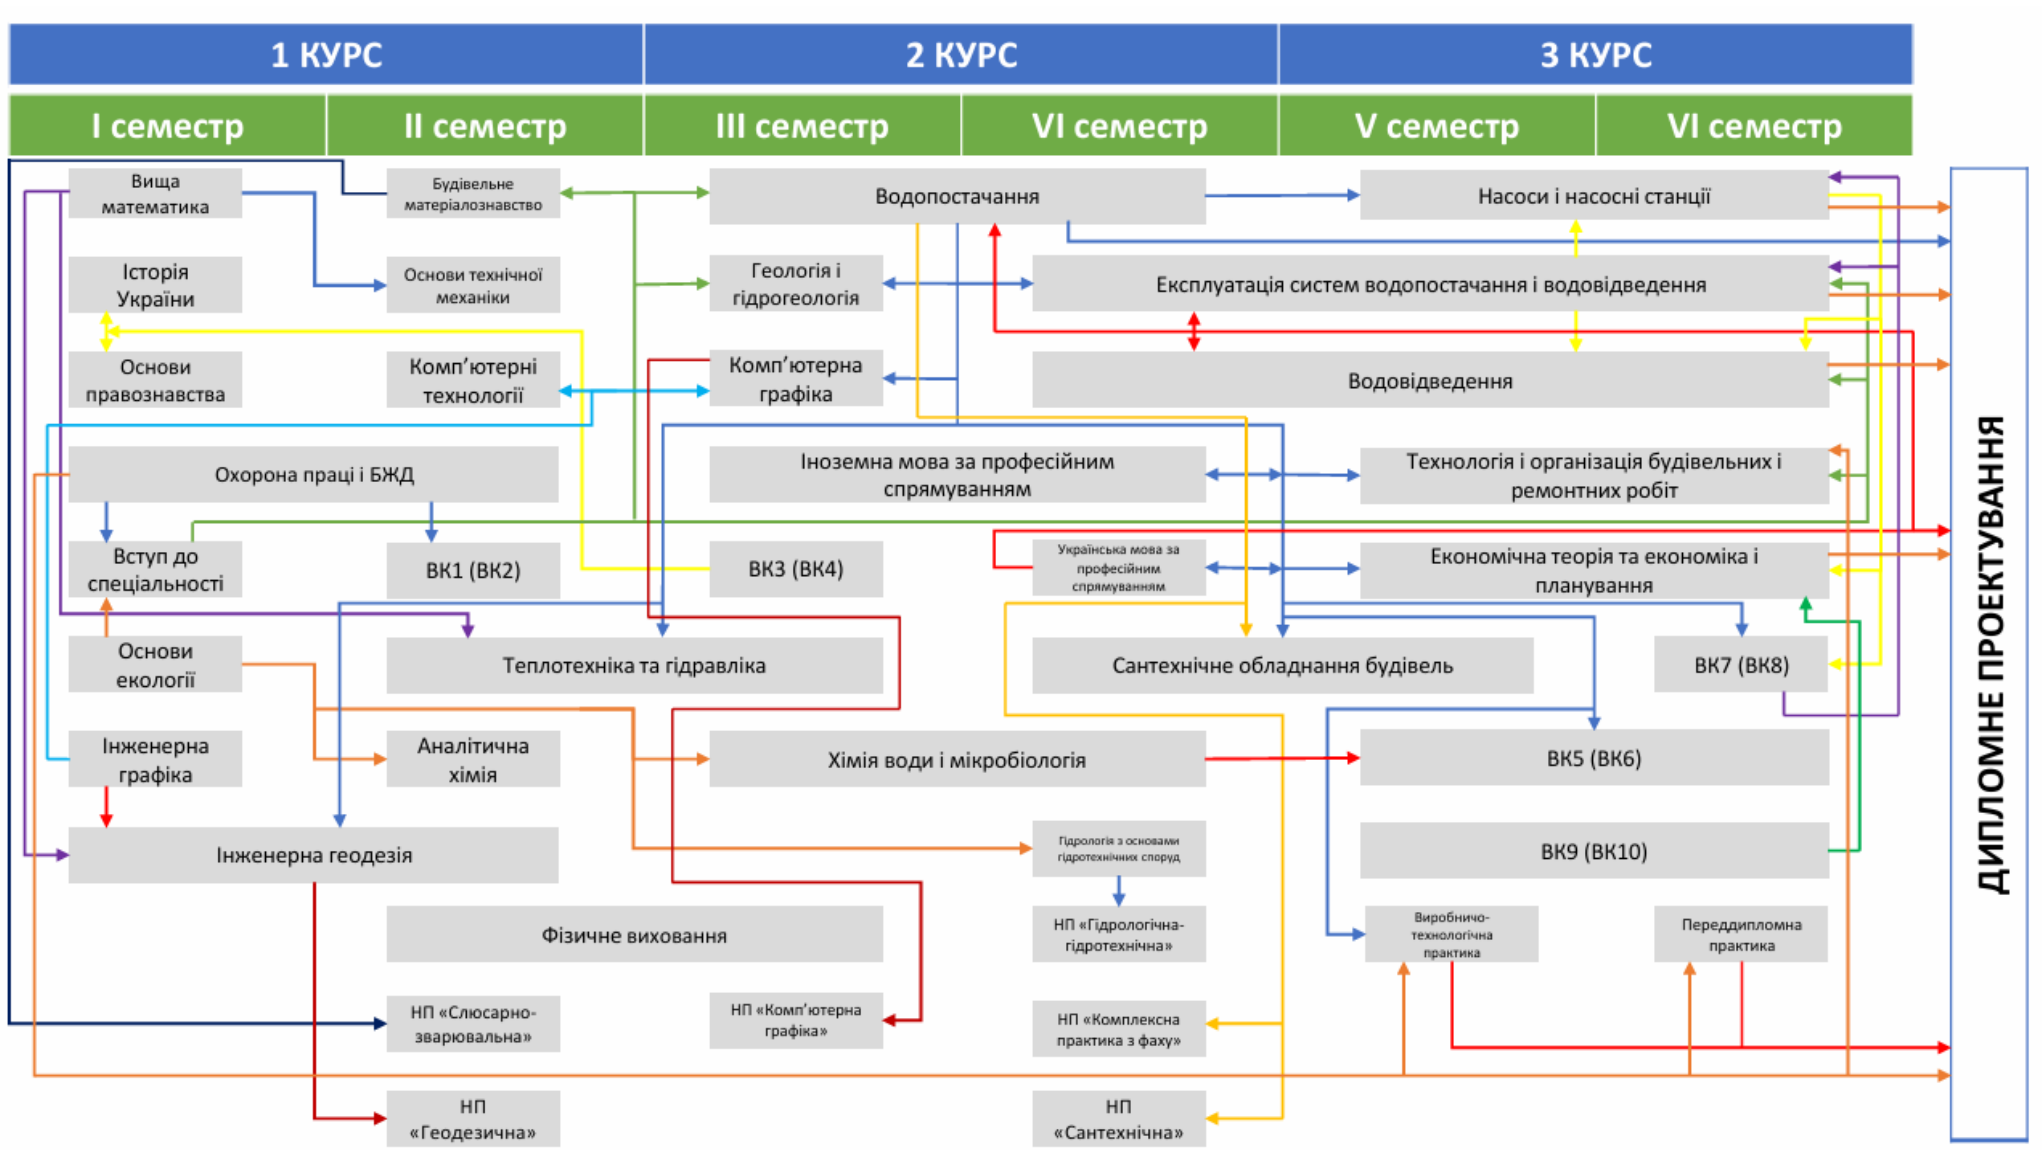 1 КУРС
2 КУРС
3 КУРС
I семестр
II семестр
III семестр
VI семестр
V семестр
VI семестр
Вища
математика
Будівельне
матеріалознавство
Водопостачання
Насоси і насосні станції
Історія
України
Основи технічної
механіки
Геологія і
гідрогеологія
Експлуатація систем водопостачання і водовідведення
Основи
правознавства
Комп’ютерні
технології
Комп’ютерна
графіка
Водовідведення
Охорона праці і БЖД
Іноземна мова за професійним
спрямуванням
Технологія і організація будівельних і
ремонтних робіт
Вступ до
спеціальності
ВК1 (ВК2)
ВК3 (ВК4)
Українська мова за
професійним
спрямуванням
Економічна теорія та економіка і
планування
Основи
екології
Теплотехніка та гідравліка
Сантехнічне обладнання будівель
ВК7 (ВК8)
Інженерна
графіка
Аналітична
хімія
Хімія води і мікробіологія
ВК5 (ВК6)
Інженерна геодезія
Гідрологія з основами
гідротехнічних споруд
ВК9 (ВК10)
Фізичне виховання
НП «Гідрологічна-
гідротехнічна»
Виробничо-
технологічна
практика
Переддипломна
практика
НП «Слюсарно-
зварювальна»
НП «Комп’ютерна
графіка»
НП «Комплексна
практика з фаху»
НП
«Геодезична»
НП
«Сантехнічна»
ДИПЛОМНЕ ПРОЕКТУВАННЯ